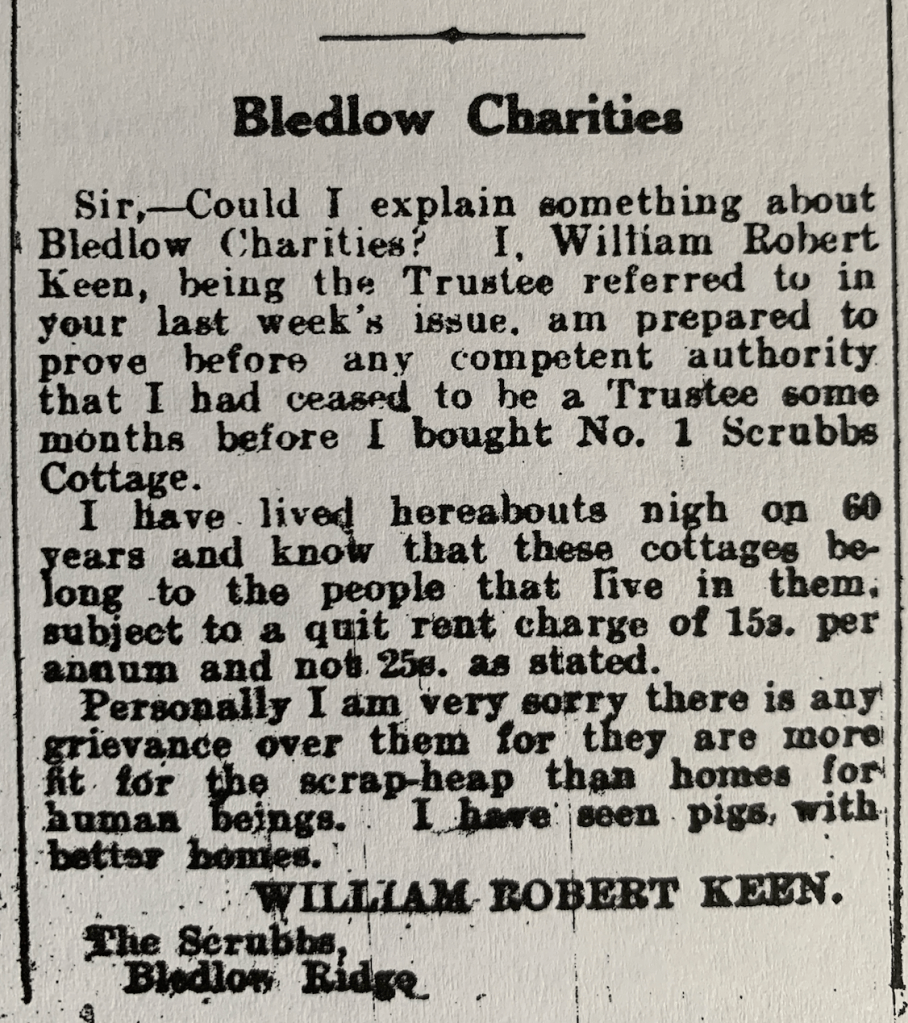 Bledlow Charities
Sir,—Could I explain something about
Bledlow Charities? I, William Robert
Keen, being the Trustee referred to in
your last week's issue, am prepared to
prove before any competent authority
that I had ceased to be a Trustee some
months before I bought No. 1 Scrubbs
Cottage.
I have lived hereabouts nigh on 60
years and know that these cottages be-
long to the people that live in them,
subject to a quit rent charge of 15s. per
annum and not 25s. as stated.
Personally I am very sorry there is any
grievance over them for they are more
fit for the scrap-heap than homes for
human beings. I have seen pigs, with
better homes.
WILLIAM ROBERT KEEN.
The Scrubbs,
Bledlow Ridge